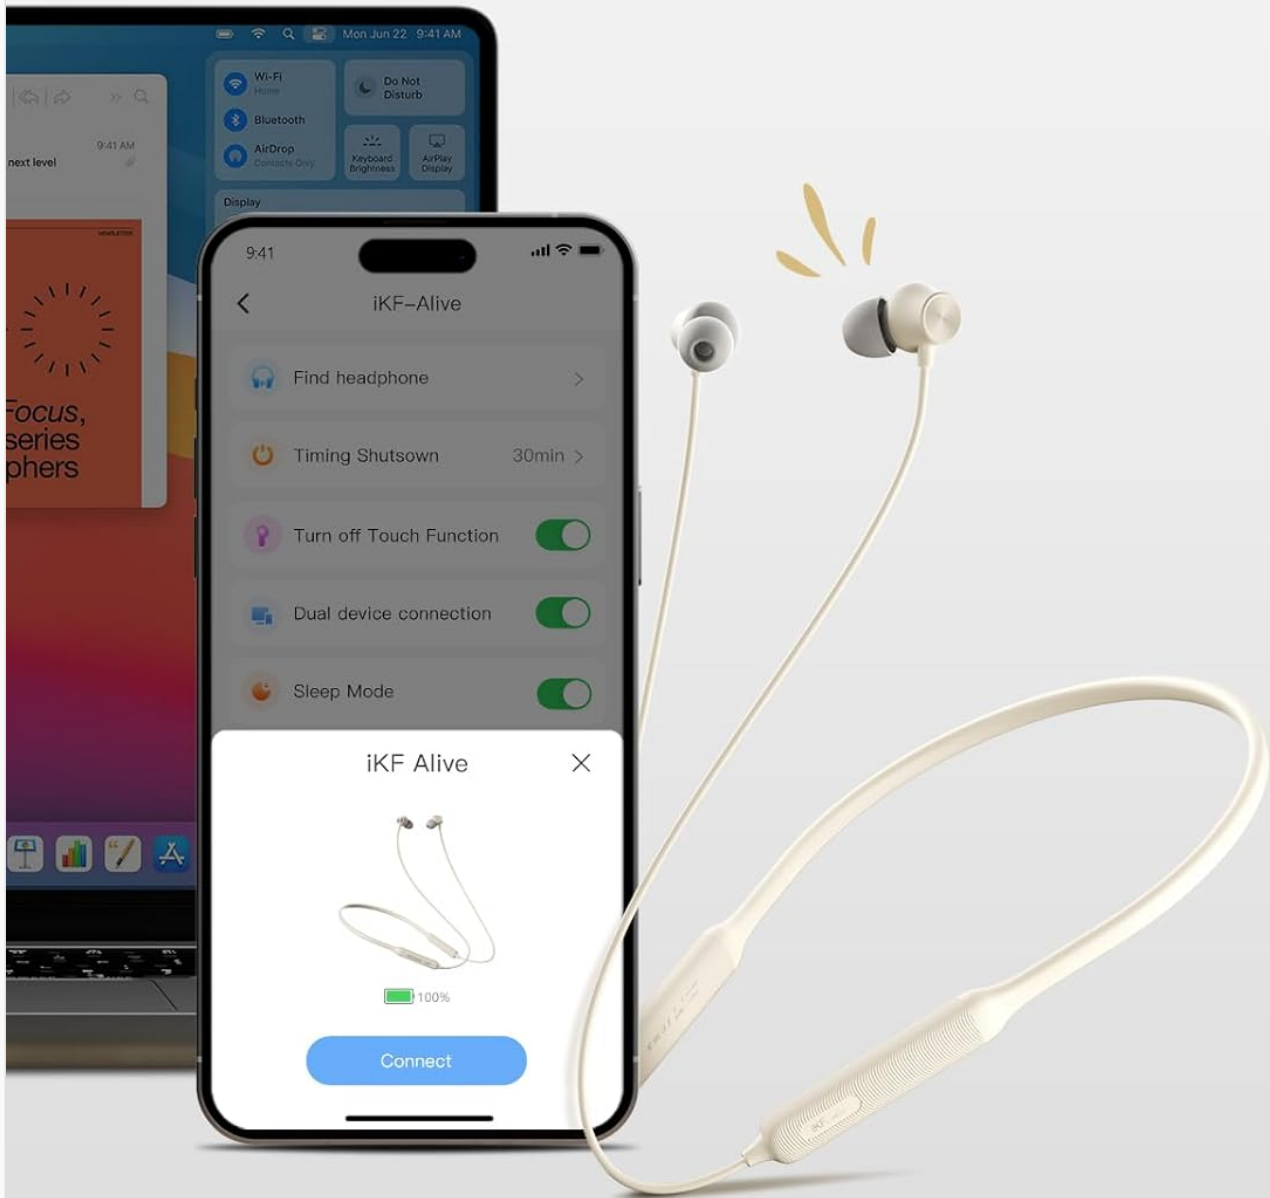 Mon Jun 22 9:41 AM
Wi-Fi
Home
Do Not
Disturb
Bluetooth
AirDrop
Contacts Only
Keyboard
Brightness
AirPlay
Display
Display
9:41 AM
next level
NEWSLETTER
Focus,
series
phers
9:41
iKF-Alive
Find headphone
Timing Shutsown 30min
Turn off Touch Function
Dual device connection
Sleep Mode
iKF Alive
100%
Connect
iKF